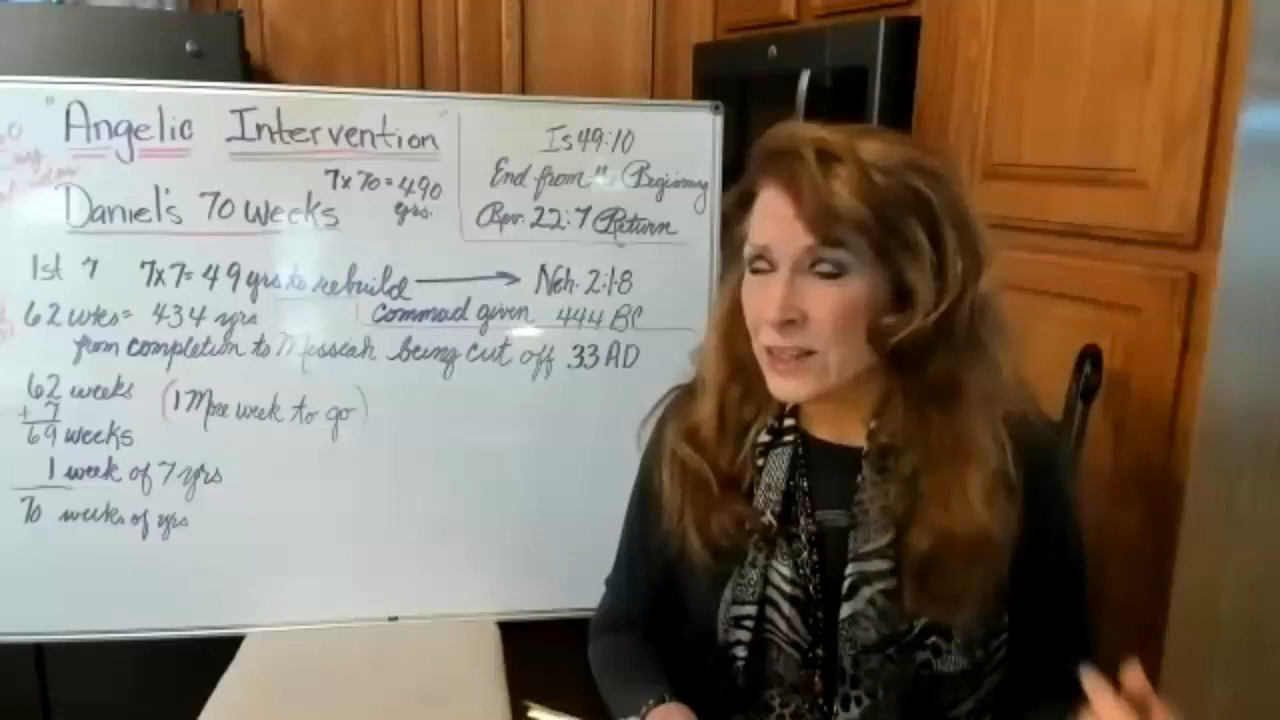 "Angelic Intervention"
7x70=490
yrs.
Daniel's 70 Weeks
Is 49:10
End from " Beginning
Rev. 22:7 Return
1st 7 7x7=49 yrs to rebuild → Neh. 2:1-8
62 wks= 434 yrs Commad given 444 BC
from completion to Messeah being cut off 33 AD
62 weeks
+ 7
69 weeks
(1 More week to go)
1 week of 7 yrs
70 weeks of yrs